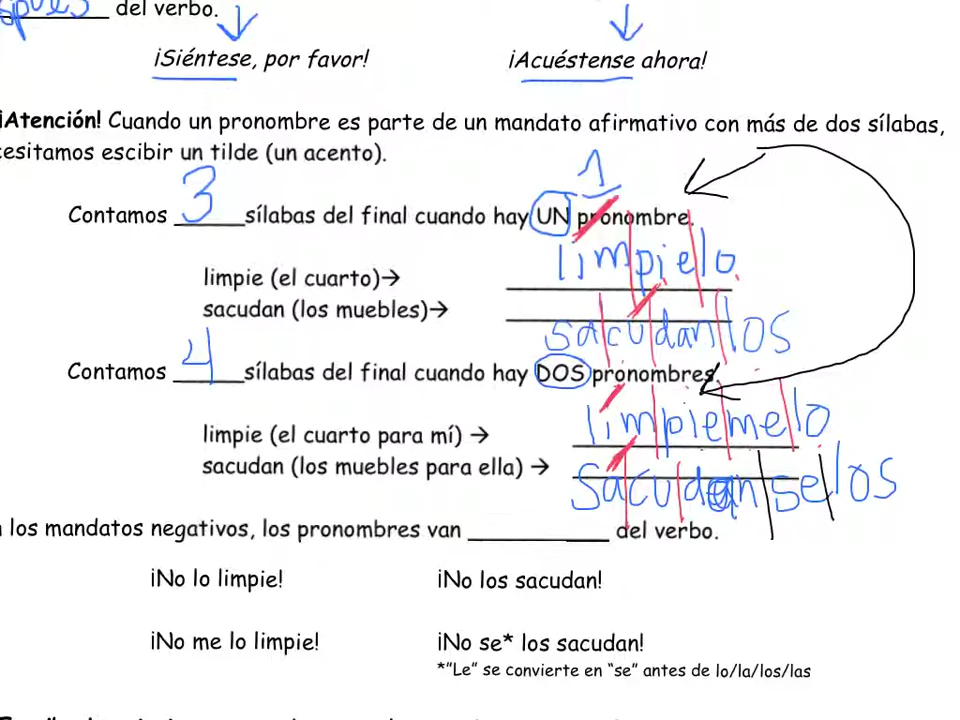 del verbo.
¡Siéntese, por favor! ¡Acuéstense ahora!
¡Atención! Cuando un pronombre es parte de un mandato afirmativo con más de dos sílabas,
cesitamos escribir un tilde (un acento).
1
Contamos 3 sílabas del final cuando hay UN pronombre.
límpielo
limpie (el cuarto)→
sacudan (los muebles)→
sacúdanlos
Contamos 4 sílabas del final cuando hay DOS pronombres.
límpiemelo
limpie (el cuarto para mí) →
sacudan (los muebles para ella) →
sácudanselos
los mandatos negativos, los pronombres van __________ del verbo.
¡No lo limpie! ¡No los sacudan!
¡No me lo limpie! ¡No se* los sacudan!
*"Le" se convierte en "se" antes de lo/la/los/las